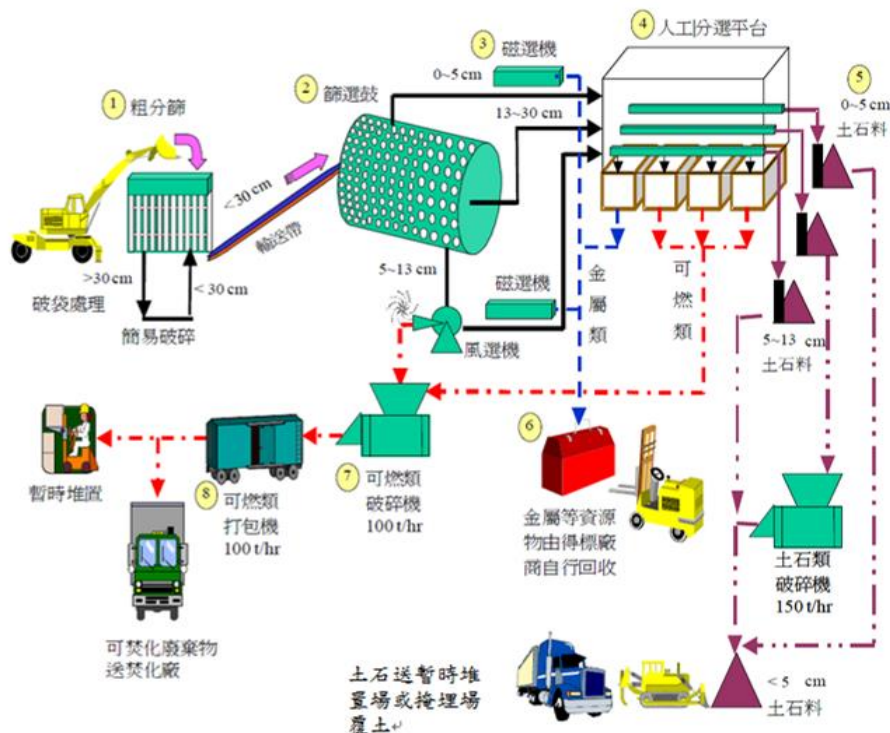 ① 粗分篩
<30 cm
>30 cm
< 30 cm
破袋處理
簡易破碎
輸送帶
② 篩選鼓
③ 磁選機
0~5 cm
13~30 cm
5~13 cm
磁選機
風選機
④ 人工分選平台
金屬類
可燃類
⑤
0~5 cm
土石料
5~13 cm
土石料
⑥
金屬等資源
物由得標廠
商自行回收
⑦ 可燃類
破碎機
100 t/hr
⑧ 可燃類
打包機
100 t/hr
暫時堆置
可焚化廢棄物
送焚化廠
土石類
破碎機
150 t/hr
土石送暫時堆
置場或掩埋場
覆土↵
< 5 cm
土石料